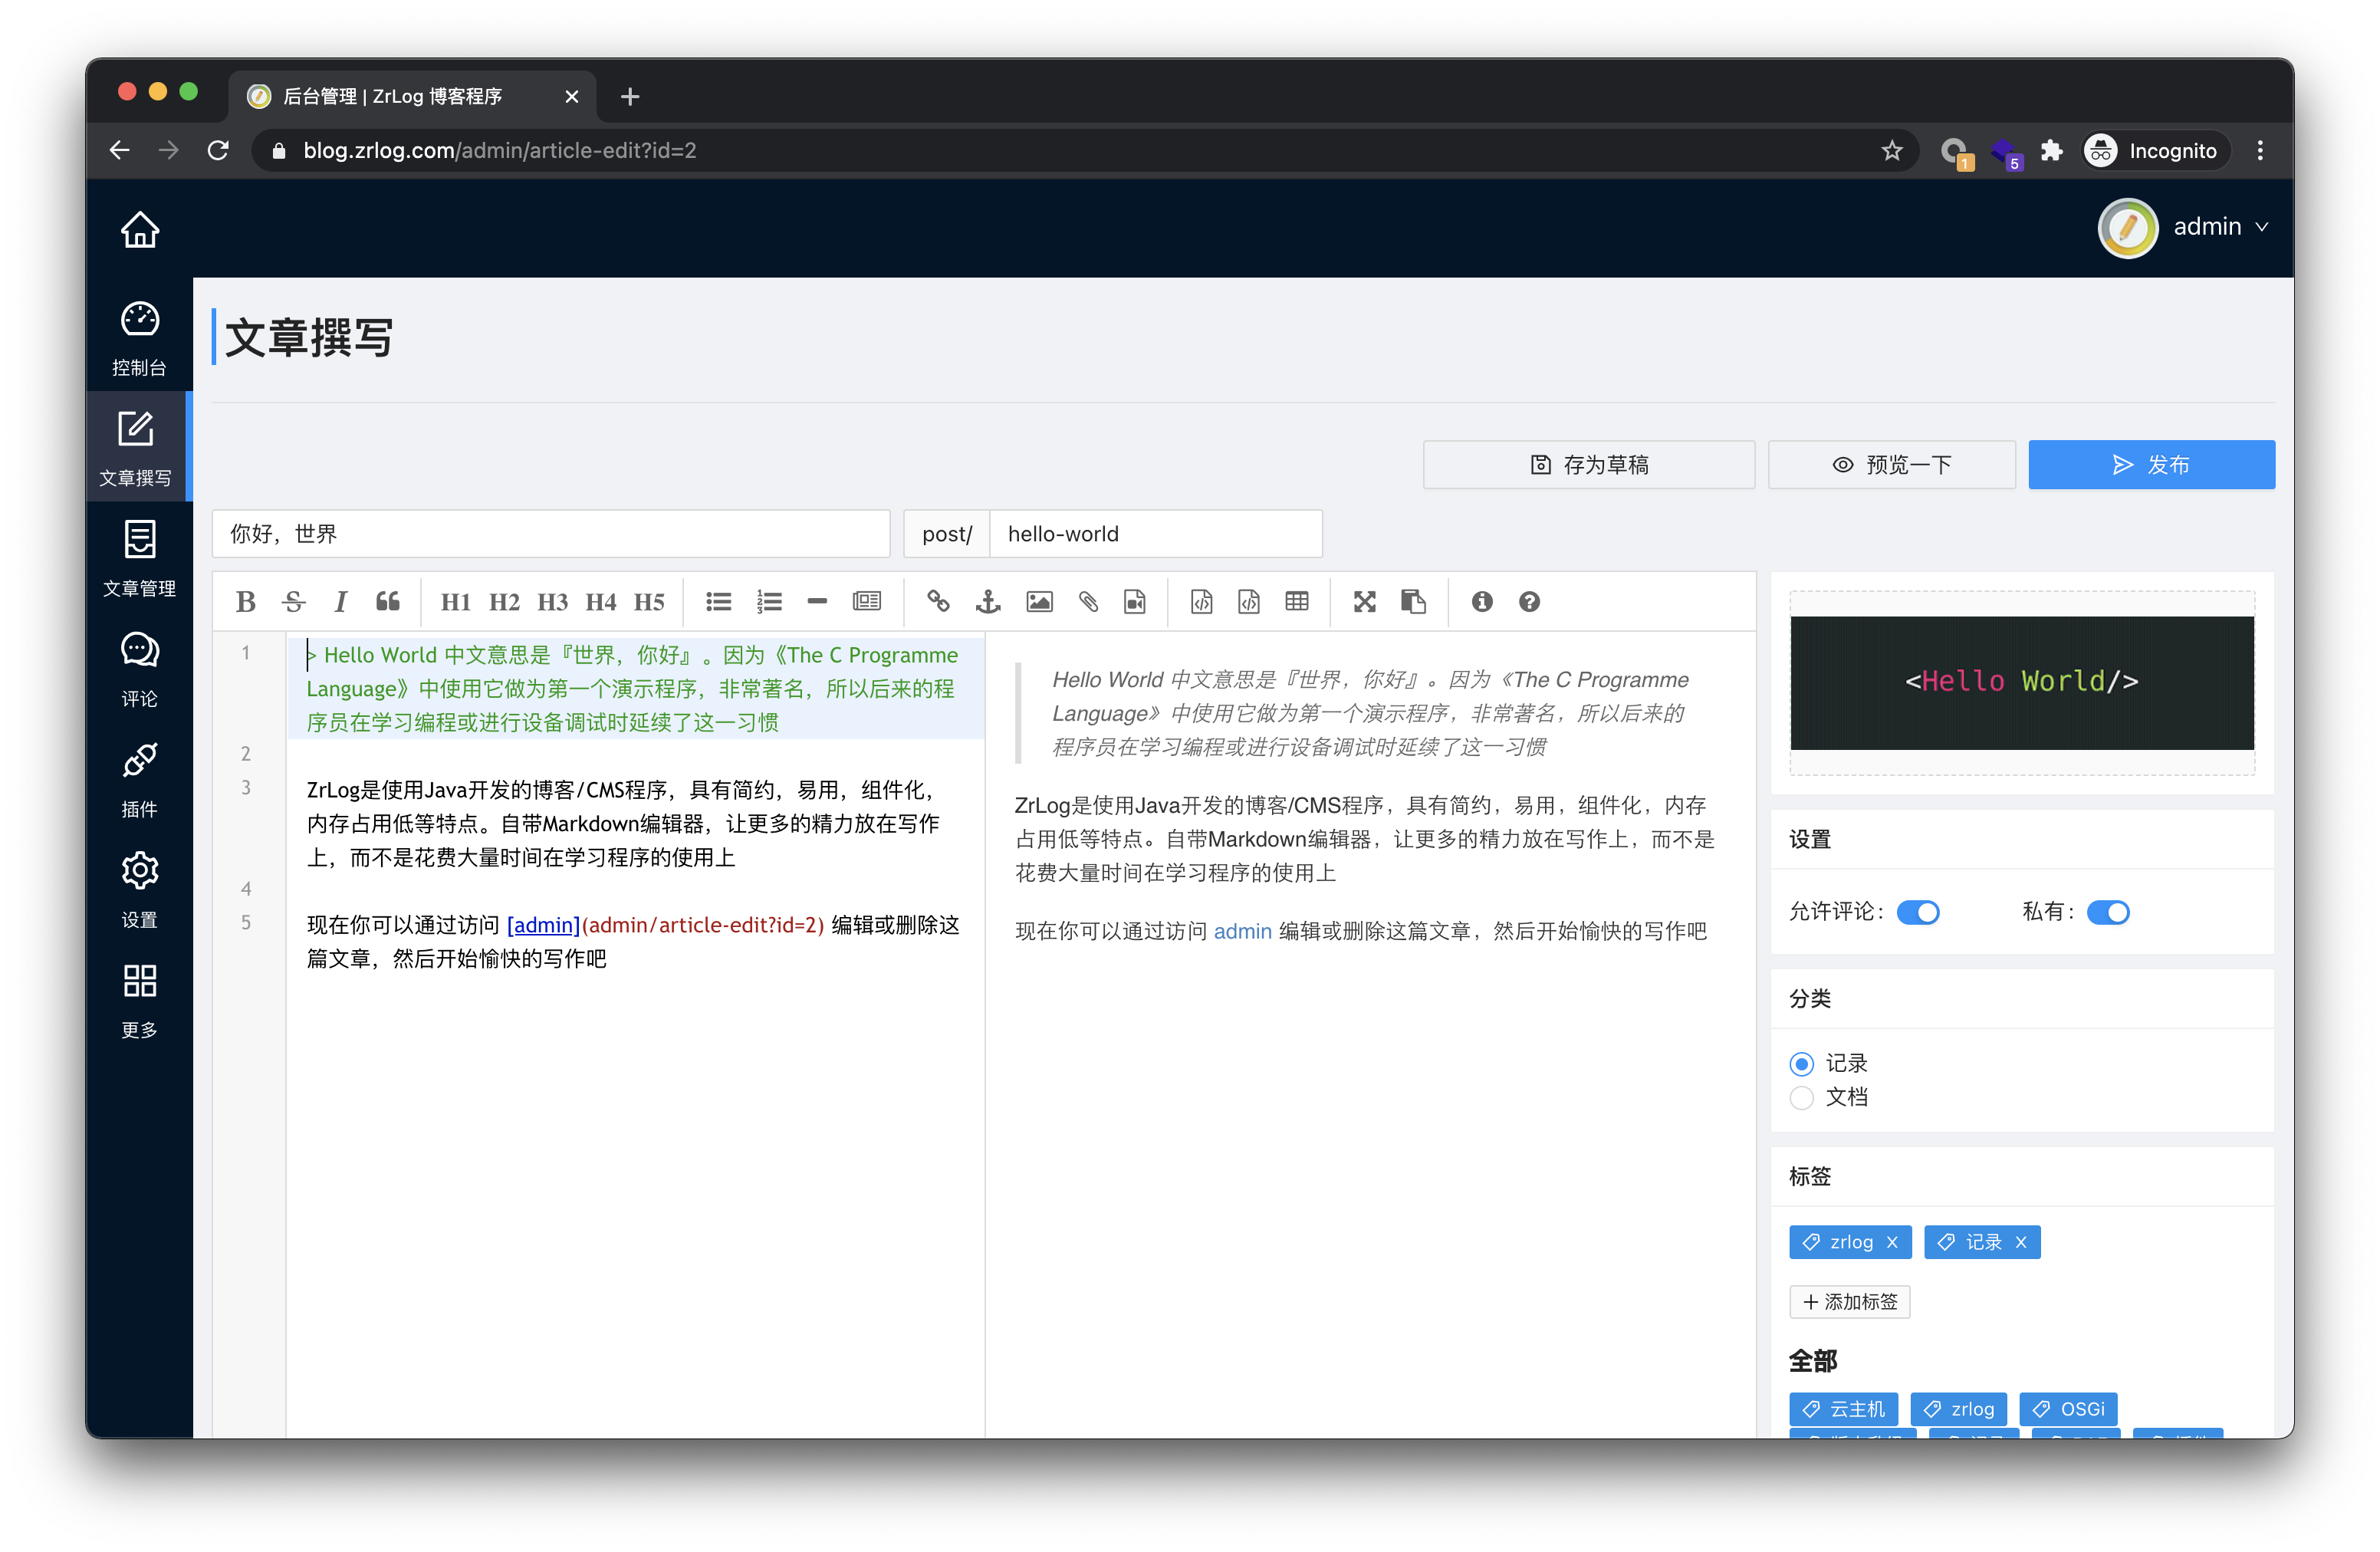 后台管理 | ZrLog 博客程序
blog.zrlog.com/admin/article-edit?id=2
1
5
Incognito
admin
控制台
文章撰写
文章管理
评论
插件
设置
更多
文章撰写
存为草稿
预览一下
发布
你好，世界
post/
hello-world
B S I H1 H2 H3 H4 H5
1
> Hello World 中文意思是『世界，你好』。因为《The C Programme
Language》中使用它做为第一个演示程序，非常著名，所以后来的程
序员在学习编程或进行设备调试时延续了这一习惯
2
3
ZrLog是使用Java开发的博客/CMS程序，具有简约，易用，组件化，
内存占用低等特点。自带Markdown编辑器，让更多的精力放在写作
上，而不是花费大量时间在学习程序的使用上
4
5
现在你可以通过访问 [admin](admin/article-edit?id=2) 编辑或删除这
篇文章，然后开始愉快的写作吧
Hello World 中文意思是『世界，你好』。因为《The C Programme
Language》中使用它做为第一个演示程序，非常著名，所以后来的
程序员在学习编程或进行设备调试时延续了这一习惯
ZrLog是使用Java开发的博客/CMS程序，具有简约，易用，组件化，内存
占用低等特点。自带Markdown编辑器，让更多的精力放在写作上，而不是
花费大量时间在学习程序的使用上
现在你可以通过访问 admin 编辑或删除这篇文章，然后开始愉快的写作吧
<Hello World/>
设置
允许评论：
私有：
分类
记录
文档
标签
zrlog
记录
添加标签
全部
云主机
zrlog
OSGi